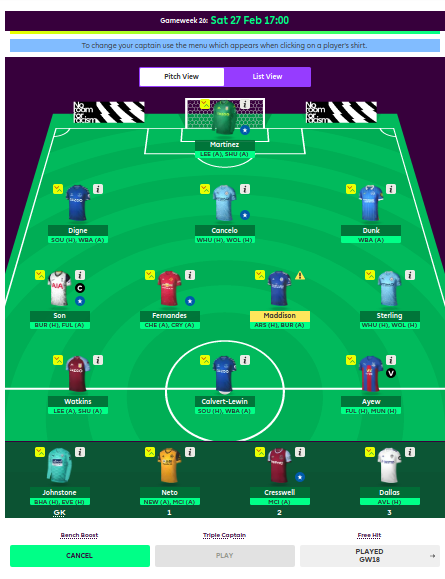 Gameweek 26: Sat 27 Feb 17:00
To change your captain use the menu which appears when clicking on a player's shirt.
Pitch View List View
No room for racism No room for racism
Martinez
LEE (A), SHU (A)
Digne Cancelo Dunk
SOU (H), WBA (A) WHU (H), WOL (H) WBA (A)
C
Son Fernandes Maddison Sterling
BUR (H), FUL (A) CHE (A), CRY (A) ARS (H), BUR (A) WHU (H), WOL (H)
V
Watkins Calvert-Lewin Ayew
LEE (A), SHU (A) SOU (H), WBA (A) FUL (H), MUN (H)
Johnstone Neto Cresswell Dallas
BHA (H), EVE (H) NEW (A), MCI (A) MCI (A) AVL (H)
GK 1 2 3
Bench Boost Triple Captain Free Hit
CANCEL PLAY PLAYED
GW18